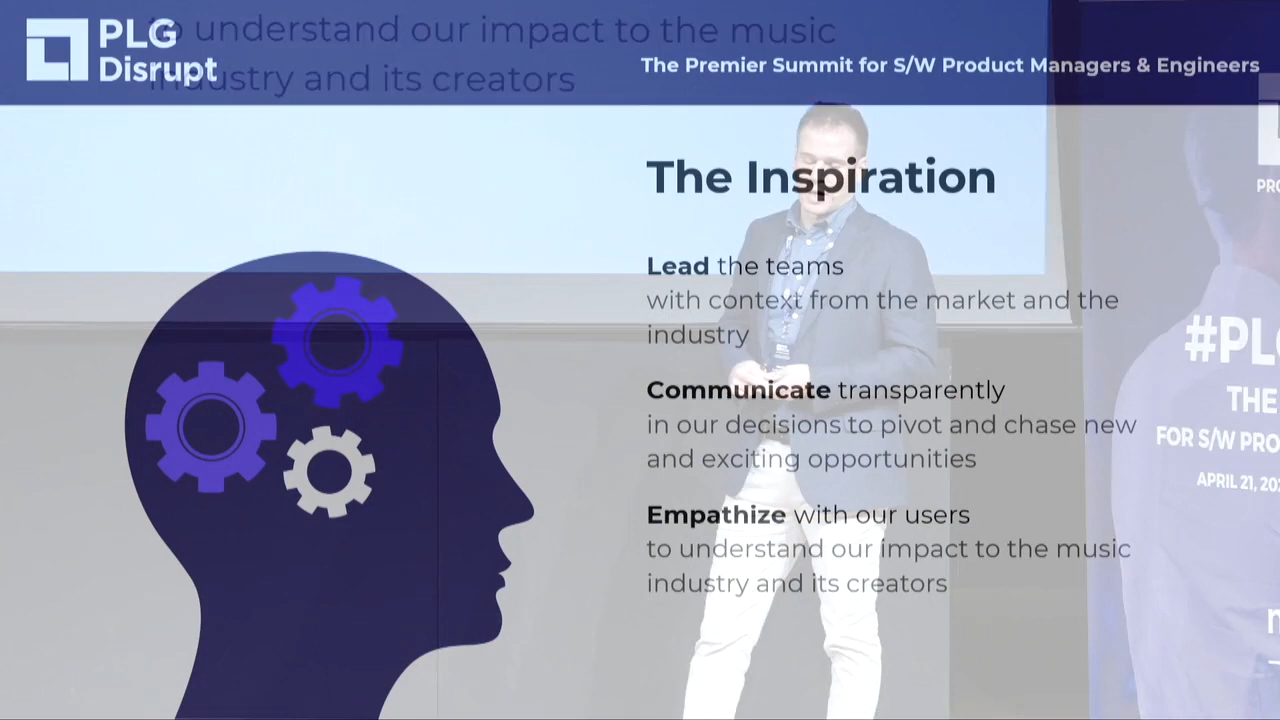 to understand our impact to the music
industry and its creators
PLG
Disrupt
The Premier Summit for S/W Product Managers & Engineers
The Inspiration
Lead the teams
with context from the market and the
industry
Communicate transparently
in our decisions to pivot and chase new
and exciting opportunities
Empathize with our users
to understand our impact to the music
industry and its creators
#PL
THE
FOR S/W PRO
APRIL 21, 202